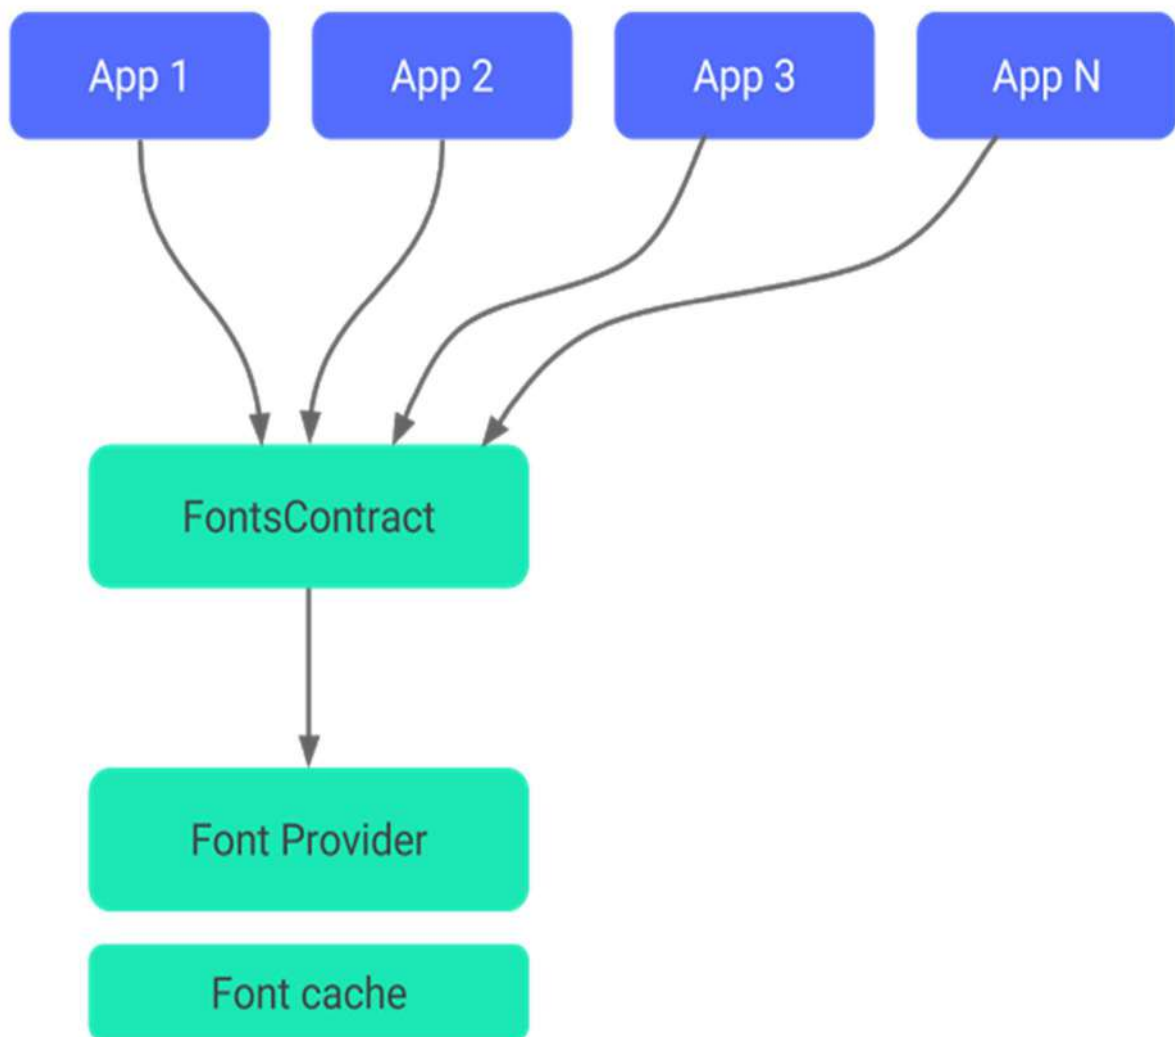 App 1
App 2
App 3
App N
FontsContract
Font Provider
Font cache